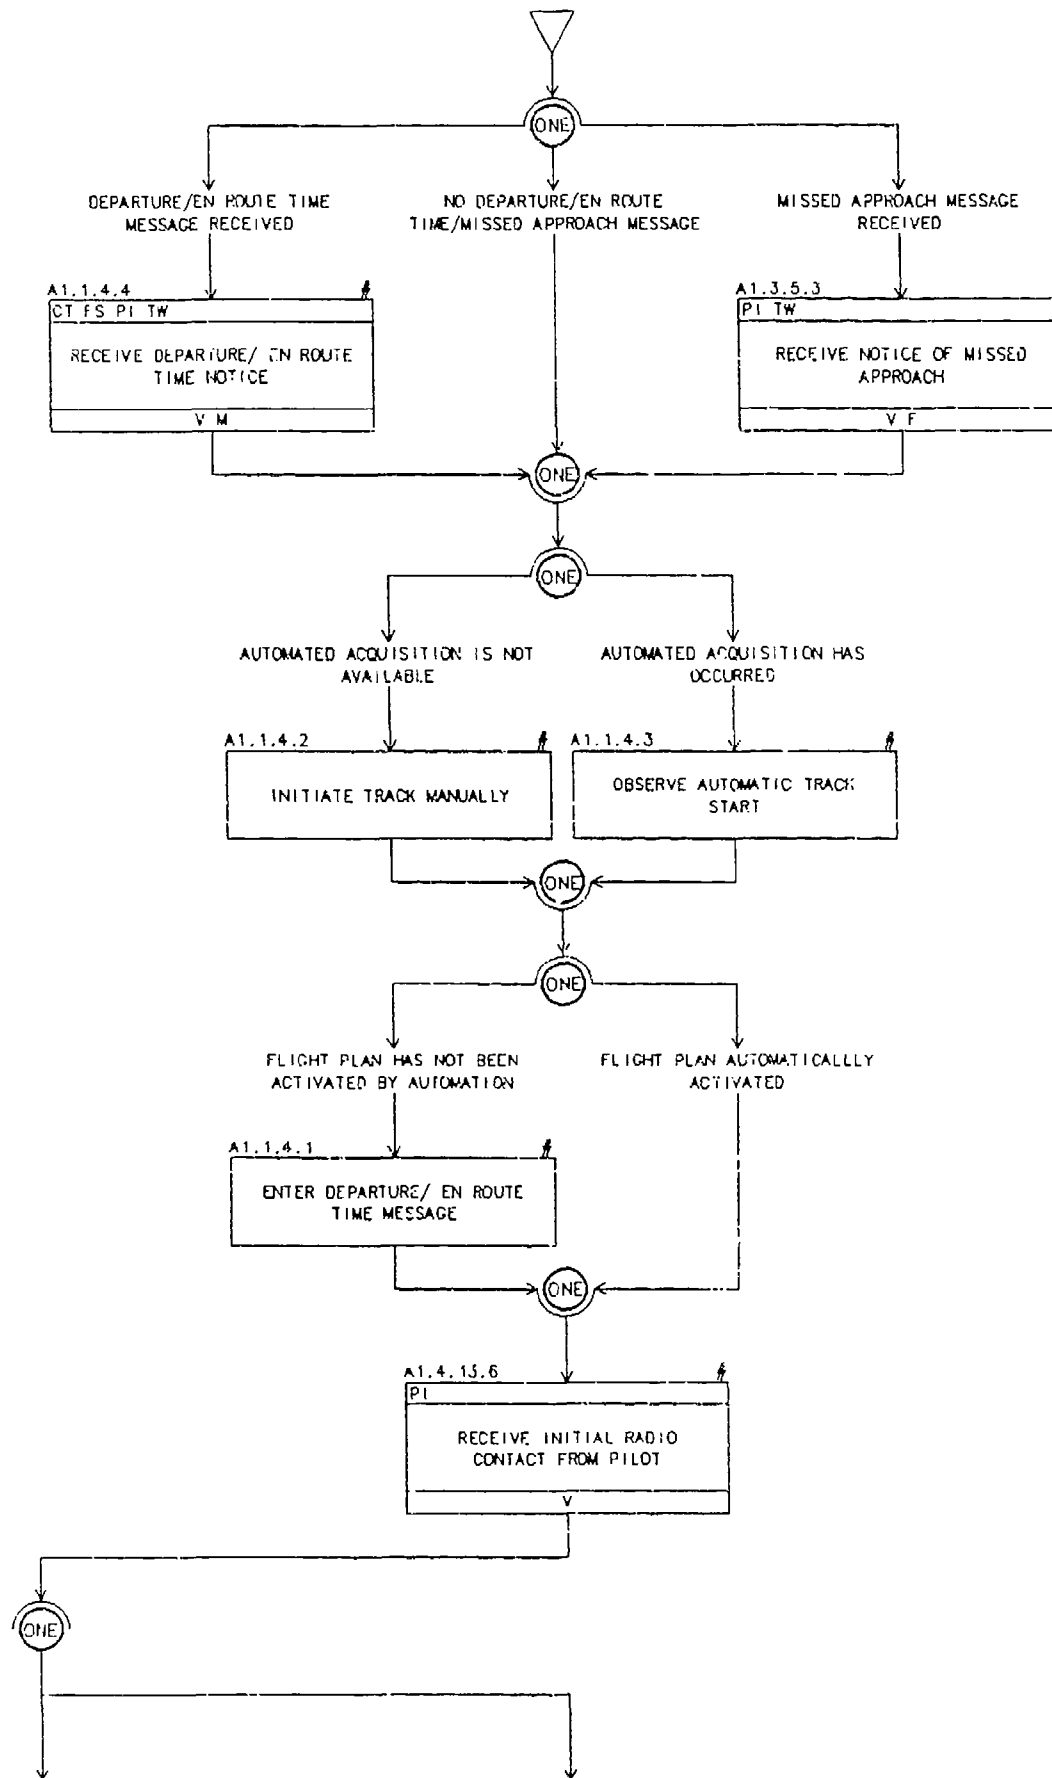 ONE
DEPARTURE/EN ROUTE TIME
MESSAGE RECEIVED
NO DEPARTURE/EN ROUTE
TIME/MISSED APPROACH MESSAGE
MISSED APPROACH MESSAGE
RECEIVED
A1.1.4.4
CT FS PI TW
RECEIVE DEPARTURE/ EN ROUTE
TIME NOTICE
V M
A1.3.5.3
PI TW
RECEIVE NOTICE OF MISSED
APPROACH
V F
ONE
ONE
AUTOMATED ACQUISITION IS NOT
AVAILABLE
AUTOMATED ACQUISITION HAS
OCCURRED
A1.1.4.2
INITIATE TRACK MANUALLY
A1.1.4.3
OBSERVE AUTOMATIC TRACK
START
ONE
ONE
FLIGHT PLAN HAS NOT BEEN
ACTIVATED BY AUTOMATION
FLIGHT PLAN AUTOMATICALLLY
ACTIVATED
A1.1.4.1
ENTER DEPARTURE/ EN ROUTE
TIME MESSAGE
ONE
A1.4.15.6
PI
RECEIVE INITIAL RADIO
CONTACT FROM PILOT
V
ONE